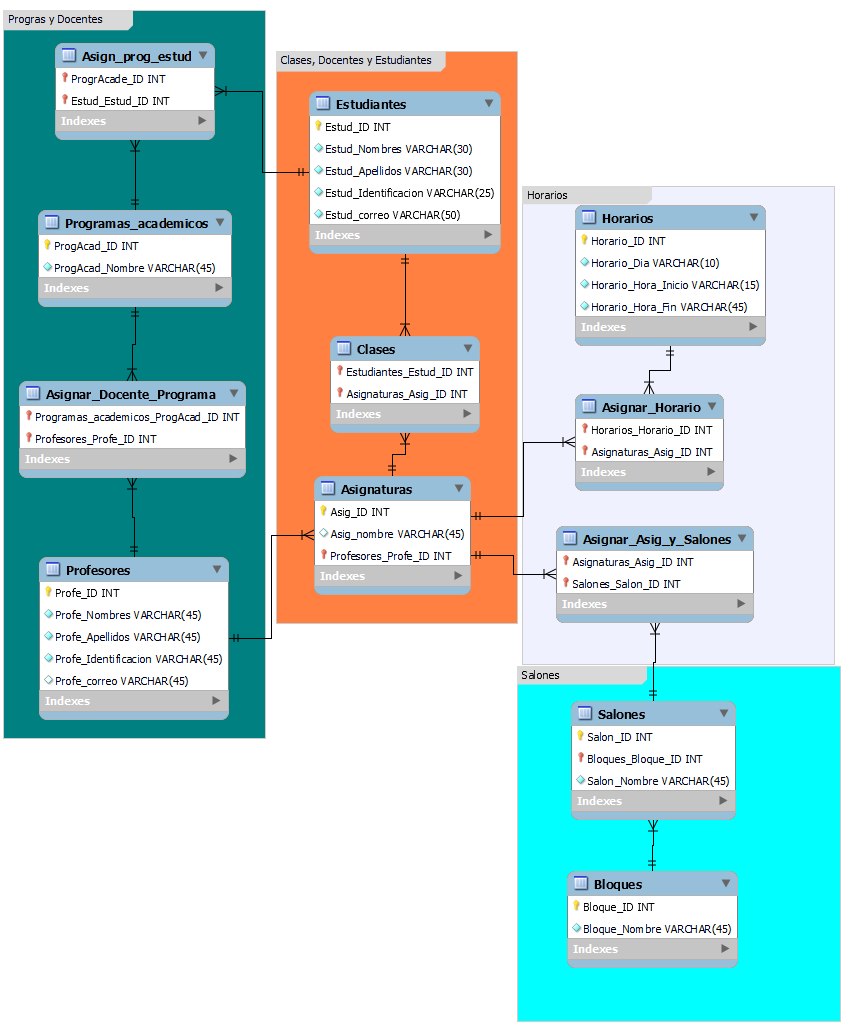 Progras y Docentes
Asign_prog_estud
ProgrAcade_ID INT
Estud_Estud_ID INT
Indexes
Programas_academicos
ProgAcad_ID INT
ProgAcad_Nombre VARCHAR(45)
Indexes
Asignar_Docente_Programa
Programas_academicos_ProgAcad_ID INT
Profesores_Profe_ID INT
Indexes
Profesores
Profe_ID INT
Profe_Nombres VARCHAR(45)
Profe_Apellidos VARCHAR(45)
Profe_Identificacion VARCHAR(45)
Profe_correo VARCHAR(45)
Indexes
Clases, Docentes y Estudiantes
Estudiantes
Estud_ID INT
Estud_Nombres VARCHAR(30)
Estud_Apellidos VARCHAR(30)
Estud_Identificacion VARCHAR(25)
Estud_correo VARCHAR(50)
Indexes
Clases
Estudiantes_Estud_ID INT
Asignaturas_Asig_ID INT
Indexes
Asignaturas
Asig_ID INT
Asig_nombre VARCHAR(45)
Profesores_Profe_ID INT
Indexes
Horarios
Horarios
Horario_ID INT
Horario_Dia VARCHAR(10)
Horario_Hora_Inicio VARCHAR(15)
Horario_Hora_Fin VARCHAR(45)
Indexes
Asignar_Horario
Horarios_Horario_ID INT
Asignaturas_Asig_ID INT
Indexes
Asignar_Asig_y_Salones
Asignaturas_Asig_ID INT
Salones_Salon_ID INT
Indexes
Salones
Salones
Salon_ID INT
Bloques_Bloque_ID INT
Salon_Nombre VARCHAR(45)
Indexes
Bloques
Bloque_ID INT
Bloque_Nombre VARCHAR(45)
Indexes